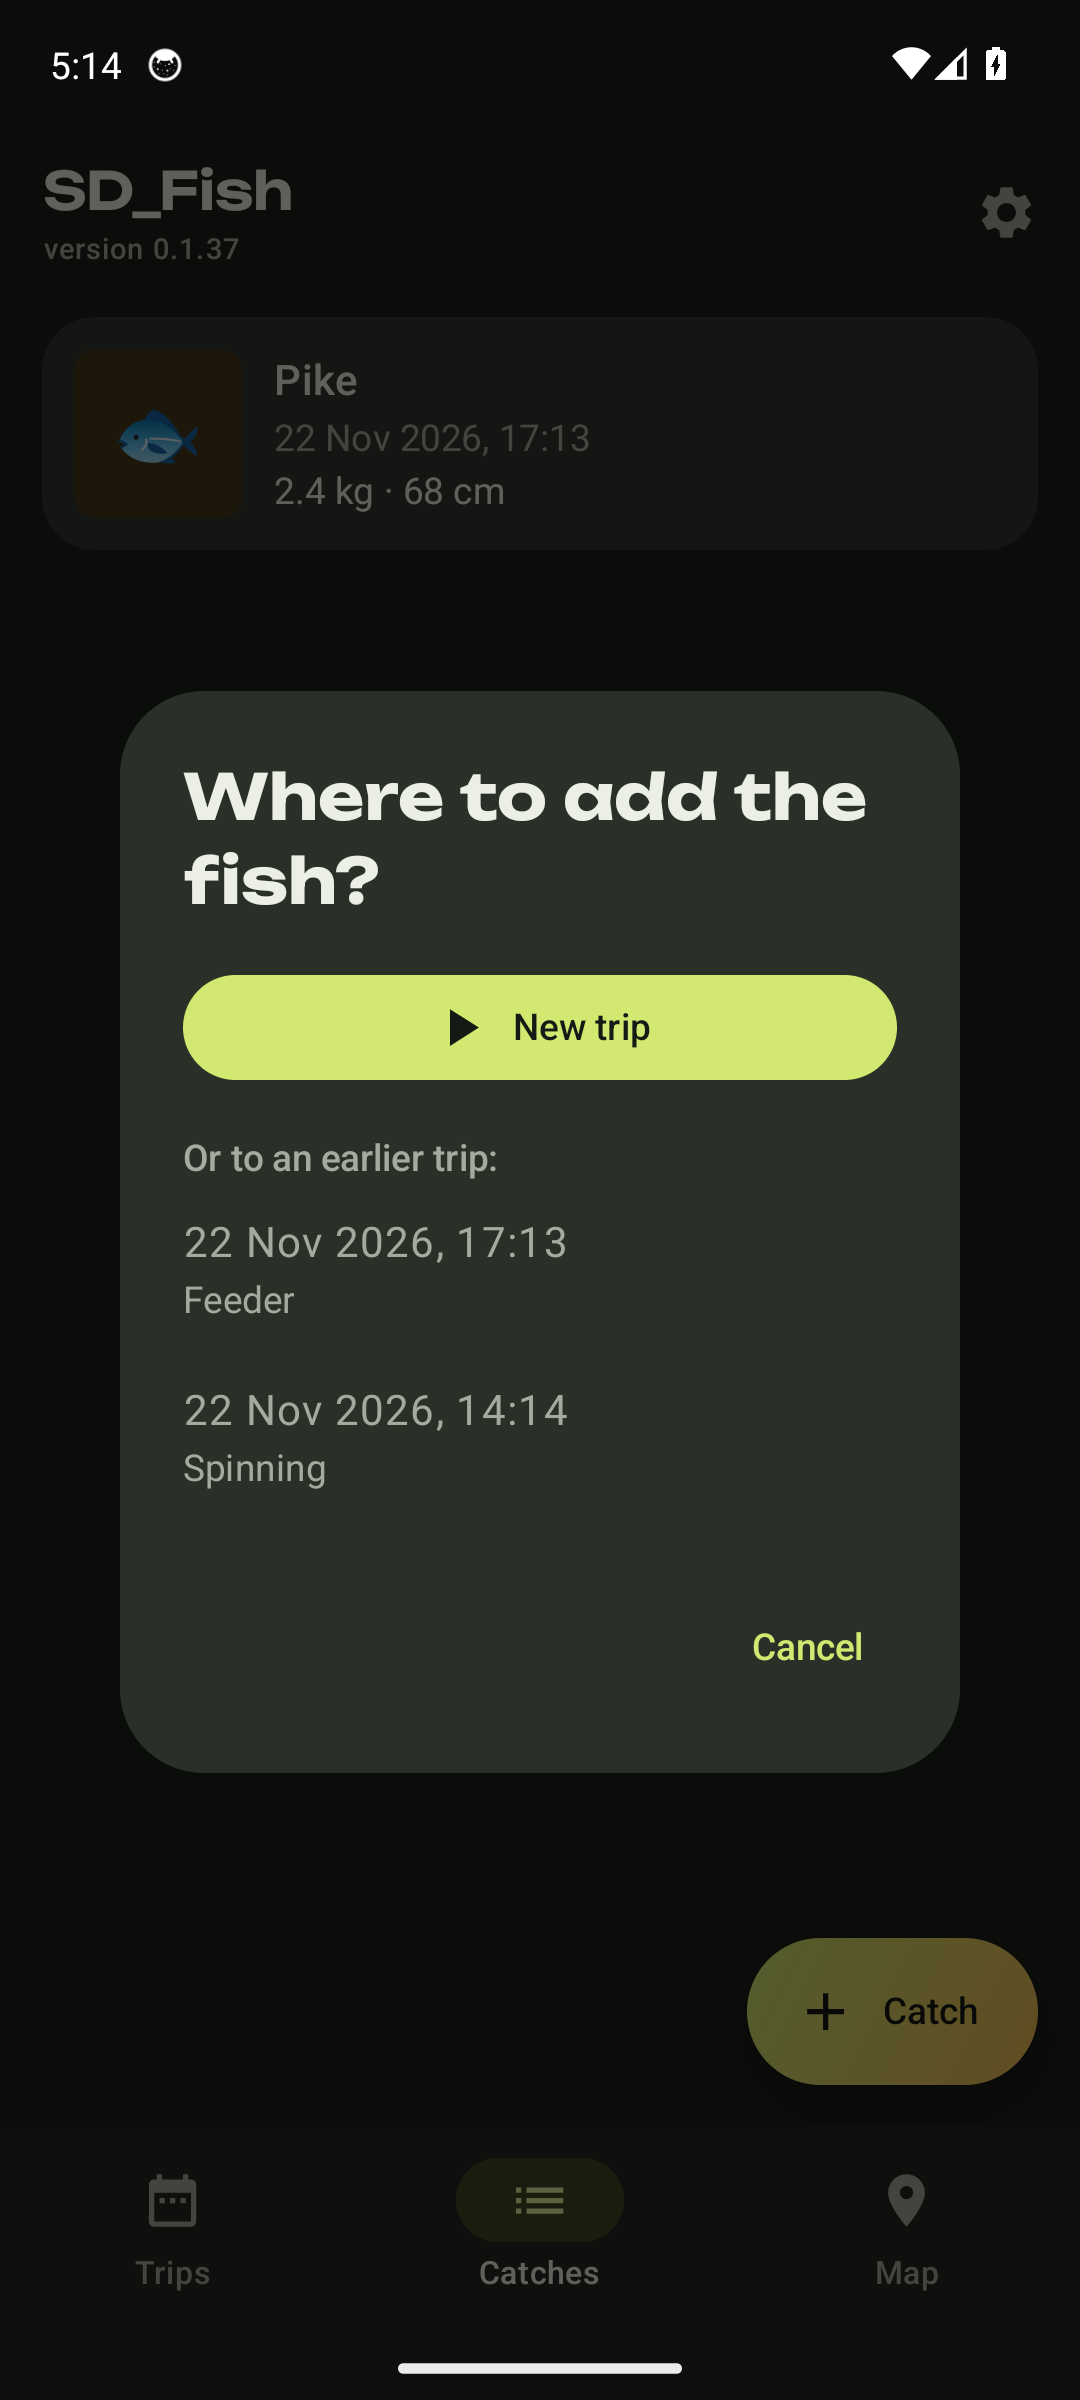 5:14
SD_Fish
version 0.1.37
Pike
22 Nov 2026, 17:13
2.4 kg · 68 cm
Where to add the
fish?
New trip
Or to an earlier trip:
22 Nov 2026, 17:13
Feeder
22 Nov 2026, 14:14
Spinning
Cancel
Catch
Trips
Catches
Map